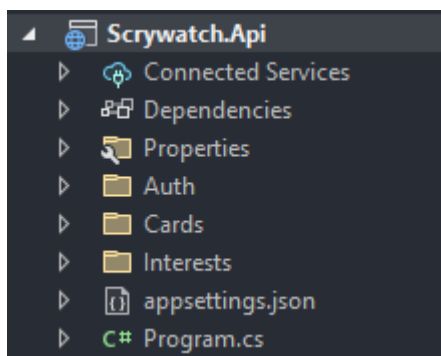 Scrywatch.Api
Connected Services
Dependencies
Properties
Auth
Cards
Interests
appsettings.json
C# Program.cs